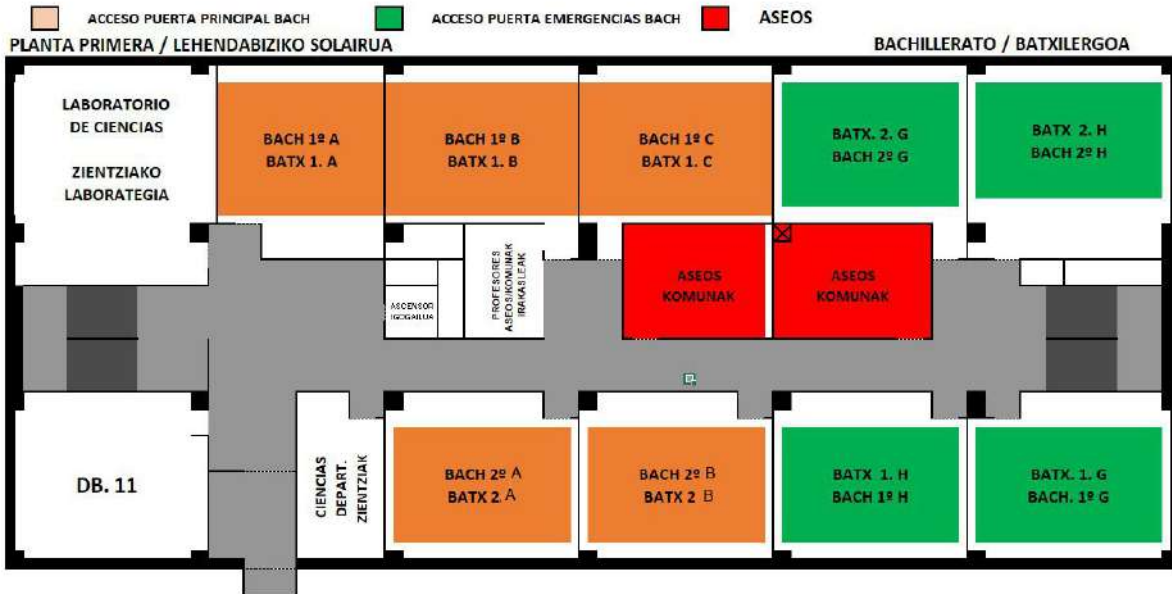 ACCESO PUERTA PRINCIPAL BACH
ACCESO PUERTA EMERGENCIAS BACH
ASEOS
PLANTA PRIMERA / LEHENDABIZIKO SOLAIRUA
BACHILLERATO / BATXILERGOA
LABORATORIO
DE CIENCIAS
ZIENTZIAKO
LABORATEGIA
BACH 1º A
BATX 1. A
BACH 1º B
BATX 1. B
BACH 1º C
BATX 1. C
BATX. 2. G
BACH 2º G
BATX 2. H
BACH 2º H
ASCENSOR
IGOGAILUA
PROFESORES
ASEOS/KOMUNAK
IRAKASLEAK
ASEOS
KOMUNAK
ASEOS
KOMUNAK
DB. 11
CIENCIAS
DEPART.
ZIENTZIAK
BACH 2º A
BATX 2. A
BACH 2º B
BATX 2 B
BATX 1. H
BACH 1º H
BATX. 1. G
BACH. 1º G